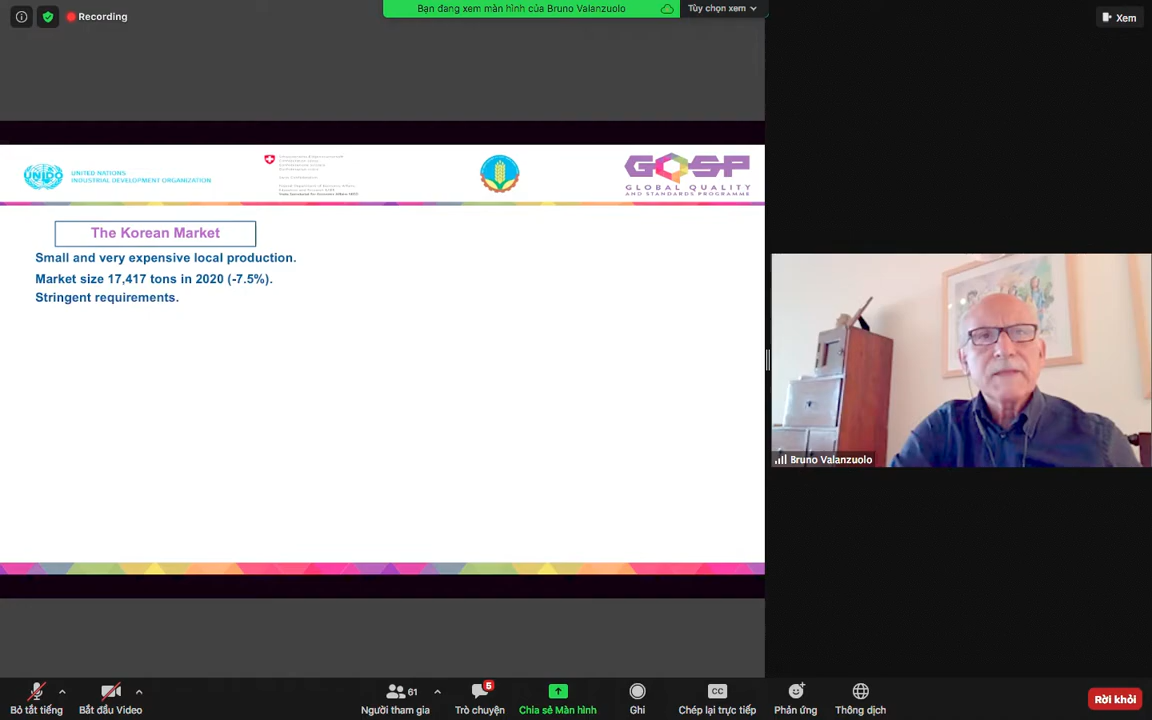 Recording
Bạn đang xem màn hình của Bruno Valanzuolo
Tùy chọn xem
Xem
UNIDO
UNITED NATIONS
INDUSTRIAL DEVELOPMENT ORGANIZATION
GQSP
GLOBAL QUALITY
AND STANDARDS PROGRAMME
The Korean Market
Small and very expensive local production.
Market size 17,417 tons in 2020 (-7.5%).
Stringent requirements.
Bruno Valanzuolo
61
5
CC
Bỏ tắt tiếng
Bắt đầu Video
Người tham gia
Trò chuyện
Chia sẻ Màn hình
Ghi
Chép lại trực tiếp
Phản ứng
Thông dịch
Rời khỏi